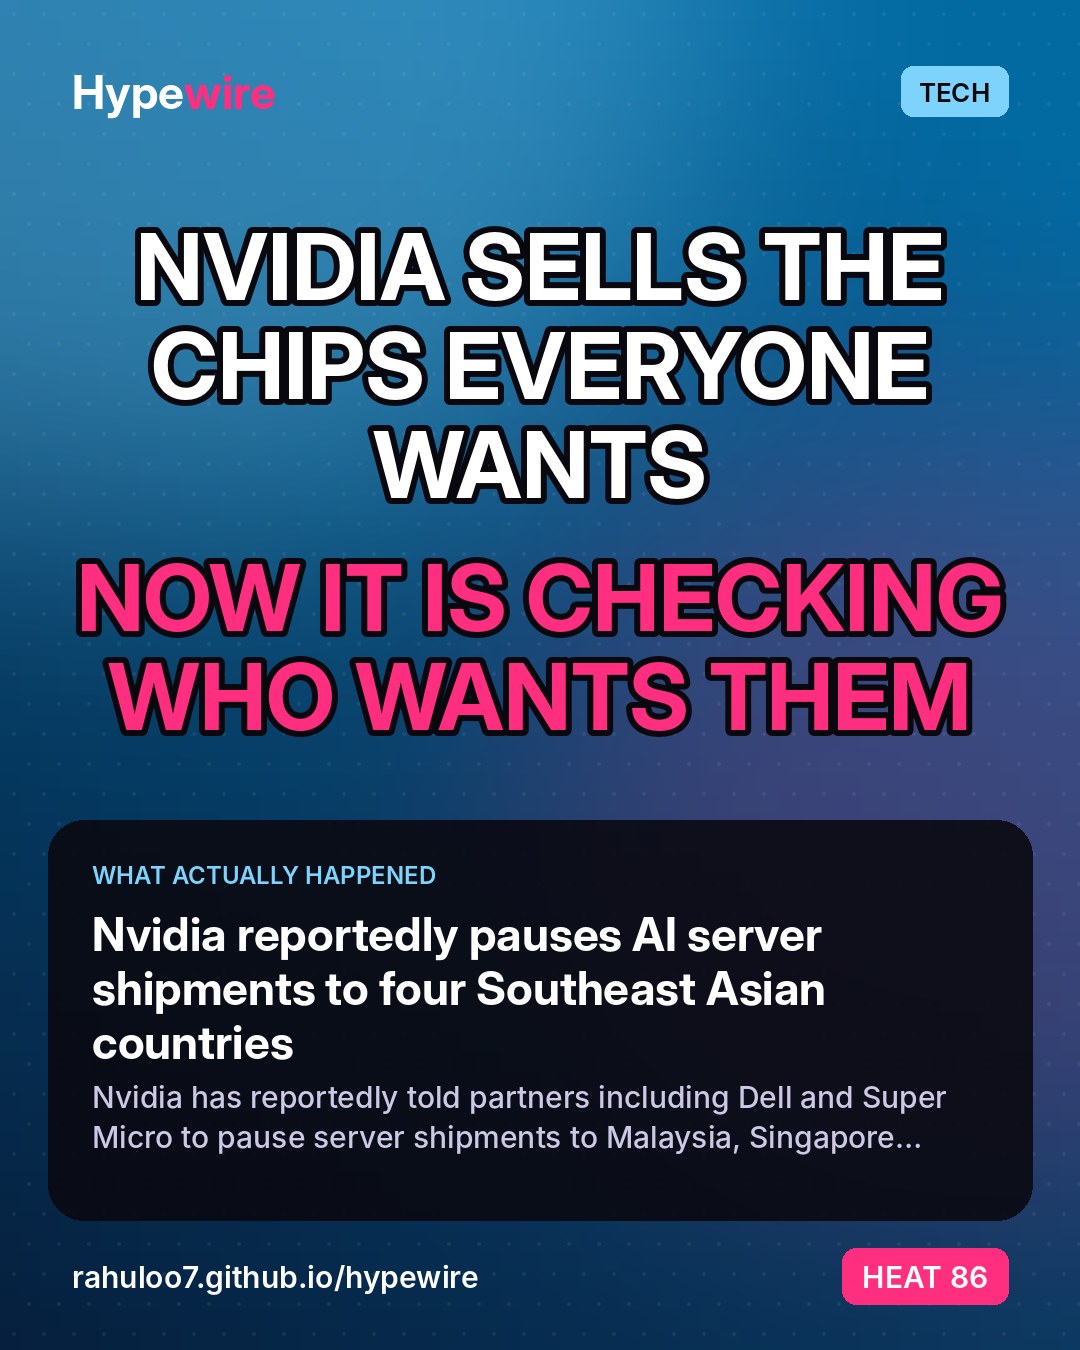 Hypewire
TECH
NVIDIA SELLS THE
CHIPS EVERYONE
WANTS
NOW IT IS CHECKING
WHO WANTS THEM
WHAT ACTUALLY HAPPENED
Nvidia reportedly pauses AI server
shipments to four Southeast Asian
countries
Nvidia has reportedly told partners including Dell and Super
Micro to pause server shipments to Malaysia, Singapore...
rahuloo7.github.io/hypewire
HEAT 86